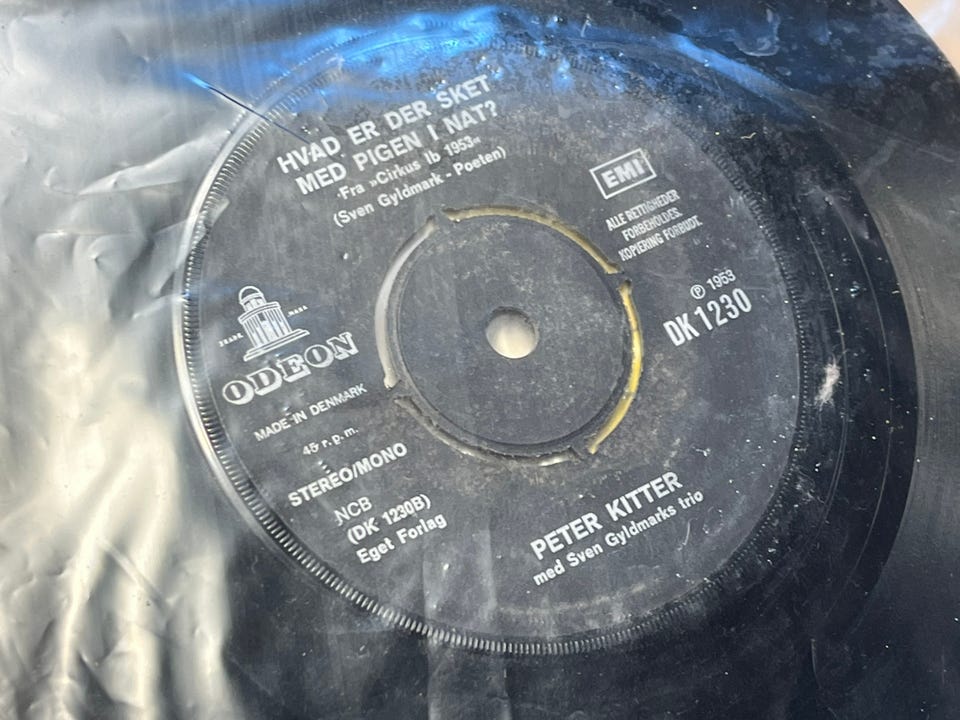 HVAD ER DER SKET
MED PIGEN I NAT?
Fra »Cirkus Ib 1953«
(Sven Gyldmark - Poeten)
EMI
ALLE RETTIGHEDER
FORBEHOLDES.
KOPIERING FORBUDT.
℗ 1953
DK 1230
TRADE MARK
ODEON
MADE IN DENMARK
45 r.p.m.
STEREO/MONO
NCB
(DK 1230B)
Eget Forlag
PETER KITTER
med Sven Gyldmarks trio